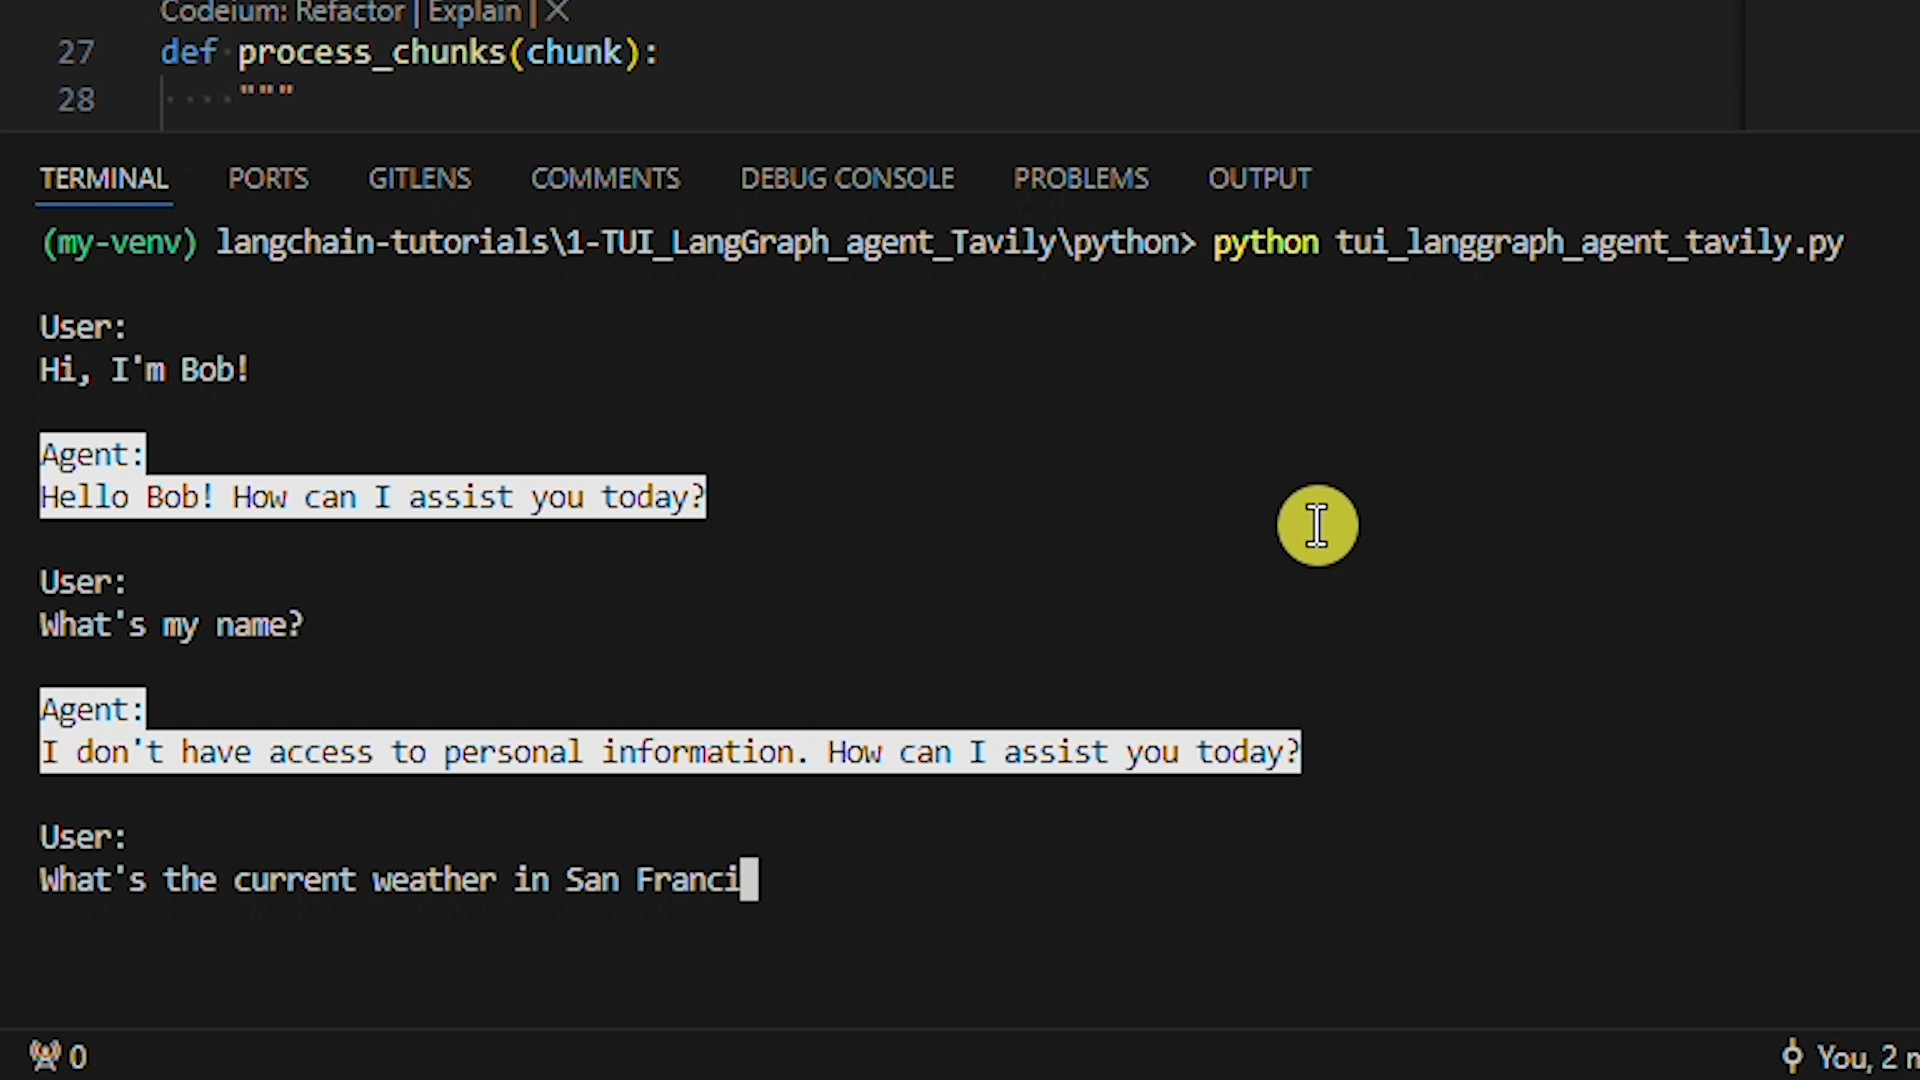 Codeium: Refactor | Explain | X
27 def process_chunks(chunk):
28 """
TERMINAL PORTS GITLENS COMMENTS DEBUG CONSOLE PROBLEMS OUTPUT
(my-venv) langchain-tutorials\1-TUI_LangGraph_agent_Tavily\python> python tui_langgraph_agent_tavily.py
User:
Hi, I'm Bob!
Agent:
Hello Bob! How can I assist you today?
User:
What's my name?
Agent:
I don't have access to personal information. How can I assist you today?
User:
What's the current weather in San Franci
0 You, 2 m